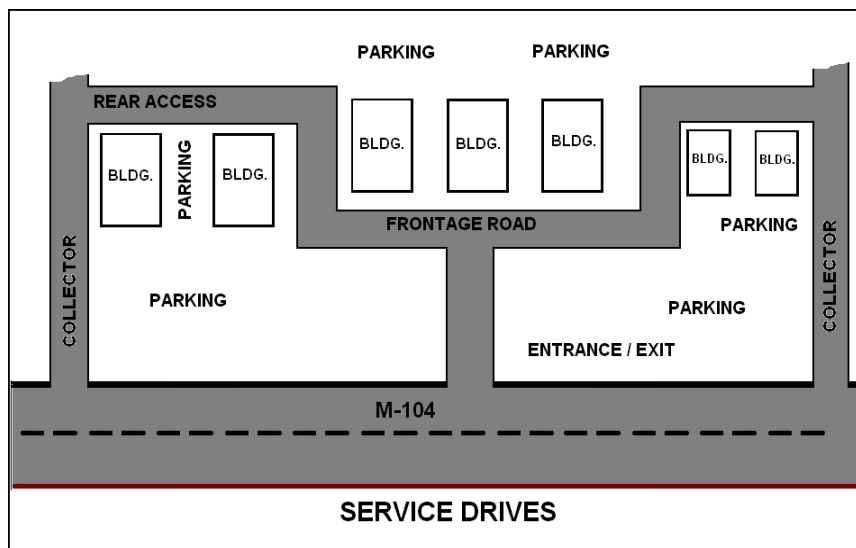 PARKING
PARKING
REAR ACCESS
BLDG.
PARKING
BLDG.
BLDG.
BLDG.
BLDG.
BLDG.
BLDG.
FRONTAGE ROAD
PARKING
COLLECTOR
COLLECTOR
PARKING
PARKING
ENTRANCE / EXIT
M-104
SERVICE DRIVES